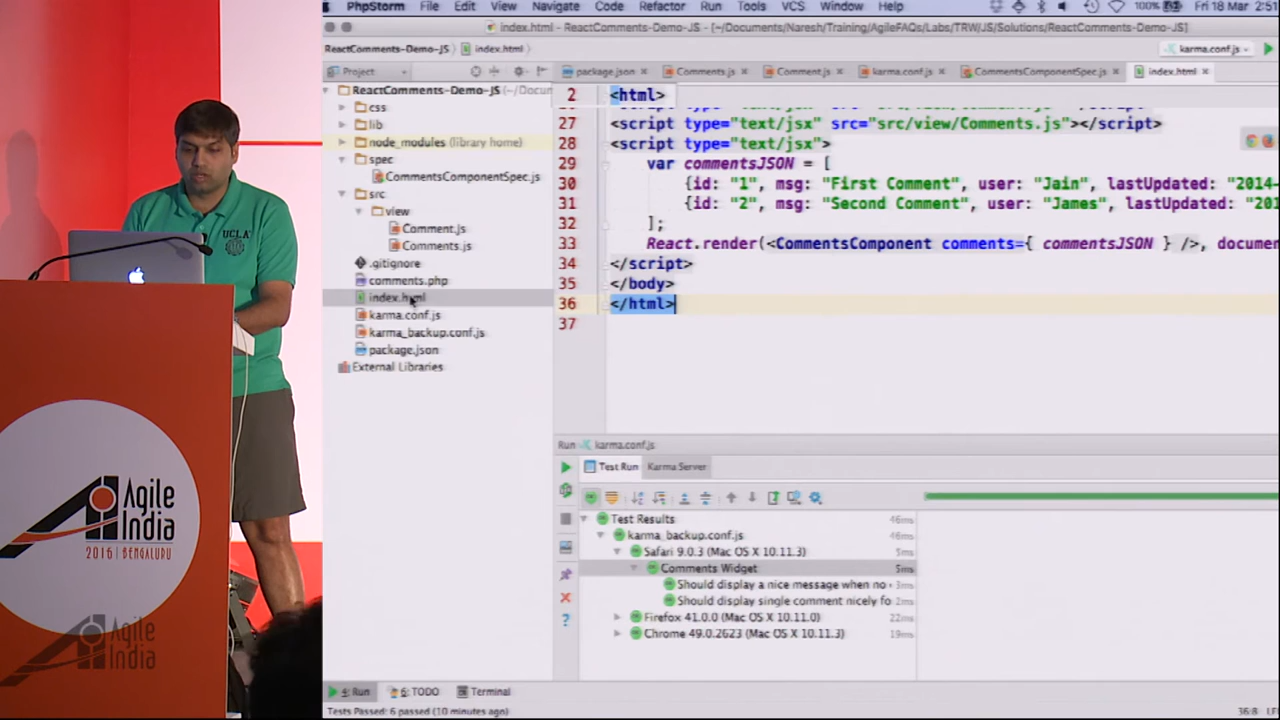 PhpStorm File Edit View Navigate Code Refactor Run Tools VCS Window Help 100% Fri 18 Mar 2:51
index.html - ReactComments-Demo-JS - [~/Documents/Naresh/Training/AgileFAQs/Labs/TRW/JS/Solutions/ReactComments-Demo-JS]
ReactComments-Demo-JS index.html karma.conf.js
Project package.json Comments.js Comment.js karma.conf.js CommentsComponentSpec.js index.html
ReactComments-Demo-JS (~/Docum
css
lib
node_modules (library home)
spec
CommentsComponentSpec.js
src
view
Comment.js
Comments.js
.gitignore
comments.php
index.html
karma.conf.js
karma_backup.conf.js
package.json
External Libraries
2 <html>
27 <script type="text/jsx" src="src/view/Comments.js"></script>
28 <script type="text/jsx">
29 var commentsJSON = [
30 {id: "1", msg: "First Comment", user: "Jain", lastUpdated: "2014-
31 {id: "2", msg: "Second Comment", user: "James", lastUpdated: "201
32 ];
33 React.render(<CommentsComponent comments={ commentsJSON } />, docume
34 </script>
35 </body>
36 </html>
37
Run karma.conf.js
Test Run Karma Server
Test Results 46ms
karma_backup.conf.js 46ms
Safari 9.0.3 (Mac OS X 10.11.3) 5ms
Comments Widget 5ms
Should display a nice message when no 3ms
Should display single comment nicely fo 2ms
Firefox 41.0.0 (Mac OS X 10.11.0) 22ms
Chrome 49.0.2623 (Mac OS X 10.11.3) 19ms
4: Run 6: TODO Terminal
Tests Passed: 6 passed (10 minutes ago) 36:8
UCLA
Agile
India
2016 | BENGALURU
Agile
India